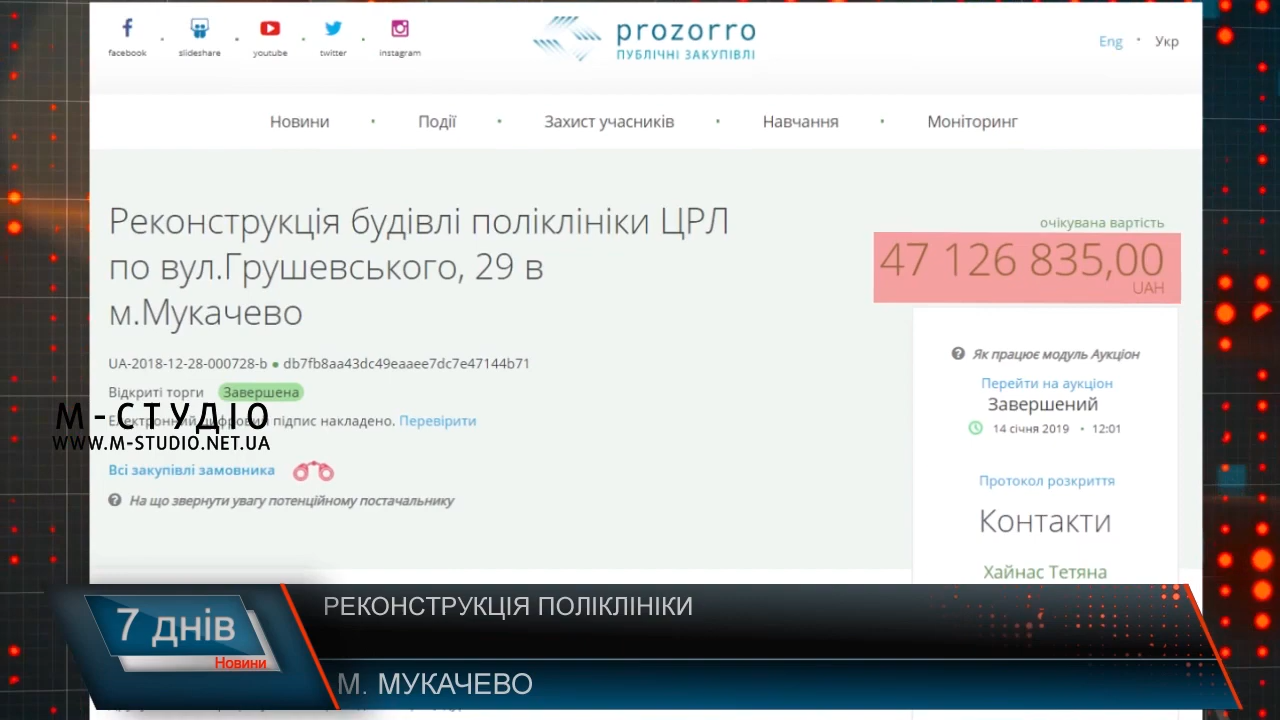 facebook
slideshare
youtube
twitter
instagram
prozorro
ПУБЛІЧНІ ЗАКУПІВЛІ
Eng • Укр
Новини • Події • Захист учасників • Навчання • Моніторинг
Реконструкція будівлі поліклініки ЦРЛ
по вул.Грушевського, 29 в
м.Мукачево
очікувана вартість
47 126 835,00
UAH
UA-2018-12-28-000728-b ● db7fb8aa43dc49eaaee7dc7e47144b71
Відкриті торги Завершена
Електронний цифровий підпис накладено. Перевірити
М-СТУДІО
WWW.M-STUDIO.NET.UA
Всі закупівлі замовника
На що звернути увагу потенційному постачальнику
Як працює модуль Аукціон
Перейти на аукціон
Завершений
14 січня 2019 • 12:01
Протокол розкриття
Контакти
Хайнас Тетяна
7 днів
Новини
РЕКОНСТРУКЦІЯ ПОЛІКЛІНІКИ
М. МУКАЧЕВО